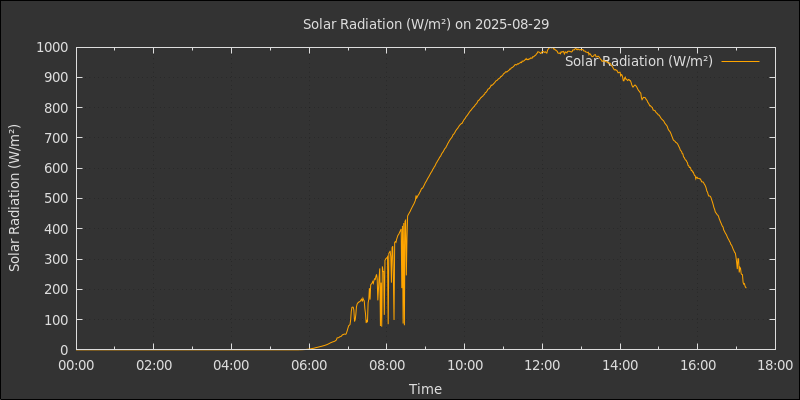 Solar Radiation (W/m²) on 2025-08-29
Solar Radiation (W/m²)
Solar Radiation (W/m²)
1000
900
800
700
600
500
400
300
200
100
0
00:00 02:00 04:00 06:00 08:00 10:00 12:00 14:00 16:00 18:00
Time